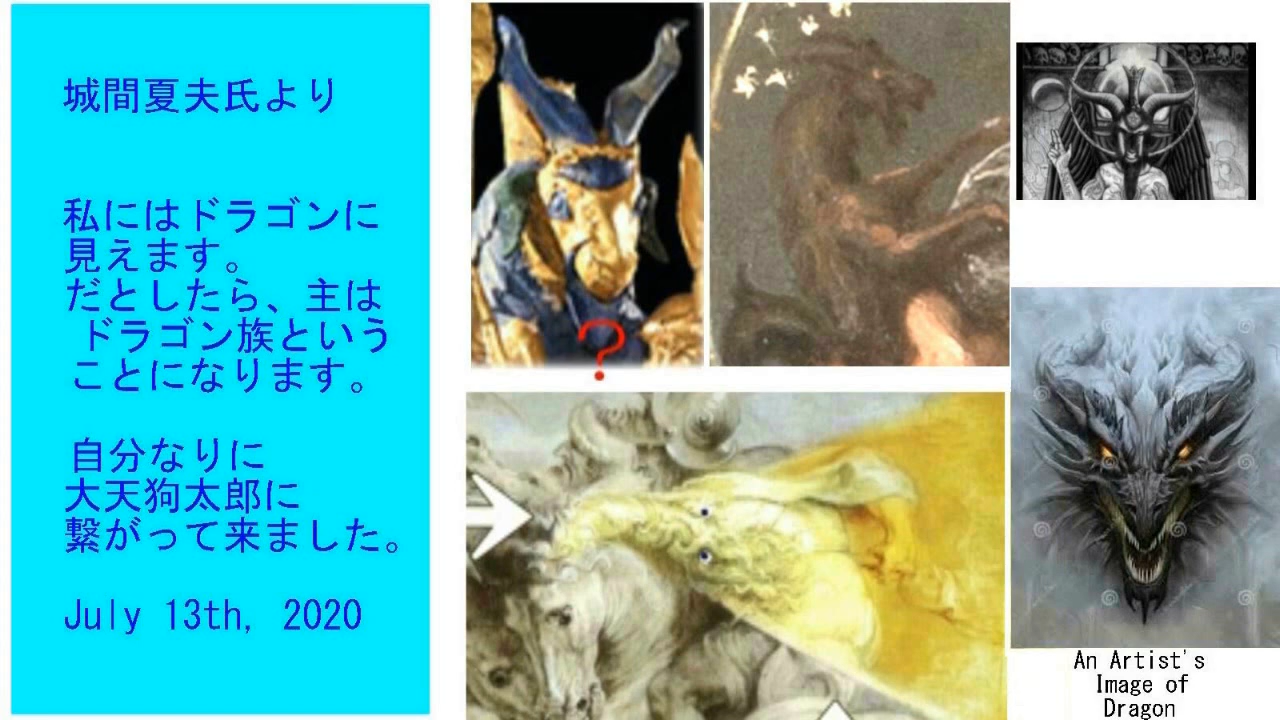 城間夏夫氏より
私にはドラゴンに
見えます。
だとしたら、主は
ドラゴン族という
ことになります。
自分なりに
大天狗太郎に
繋がって来ました。
July 13th, 2020
?
An Artist's
Image of
Dragon